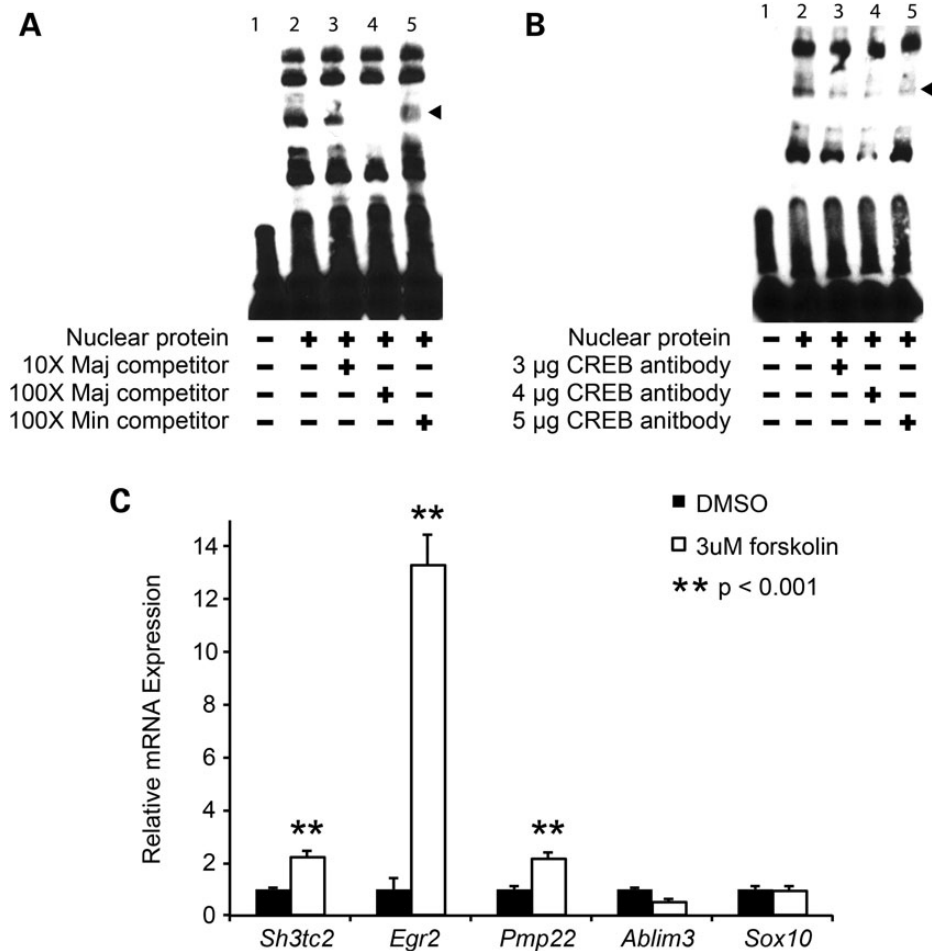 A
1 2 3 4 5
Nuclear protein − + + + +
10X Maj competitor − − + − −
100X Maj competitor − − − + −
100X Min competitor − − − − +
B
1 2 3 4 5
Nuclear protein − + + + +
3 µg CREB antibody − − + − −
4 µg CREB antibody − − − + −
5 µg CREB anitbody − − − − +
C
DMSO
3uM forskolin
** p < 0.001
Relative mRNA Expression
14
12
10
8
6
4
2
0
**
**
**
Sh3tc2 Egr2 Pmp22 Ablim3 Sox10